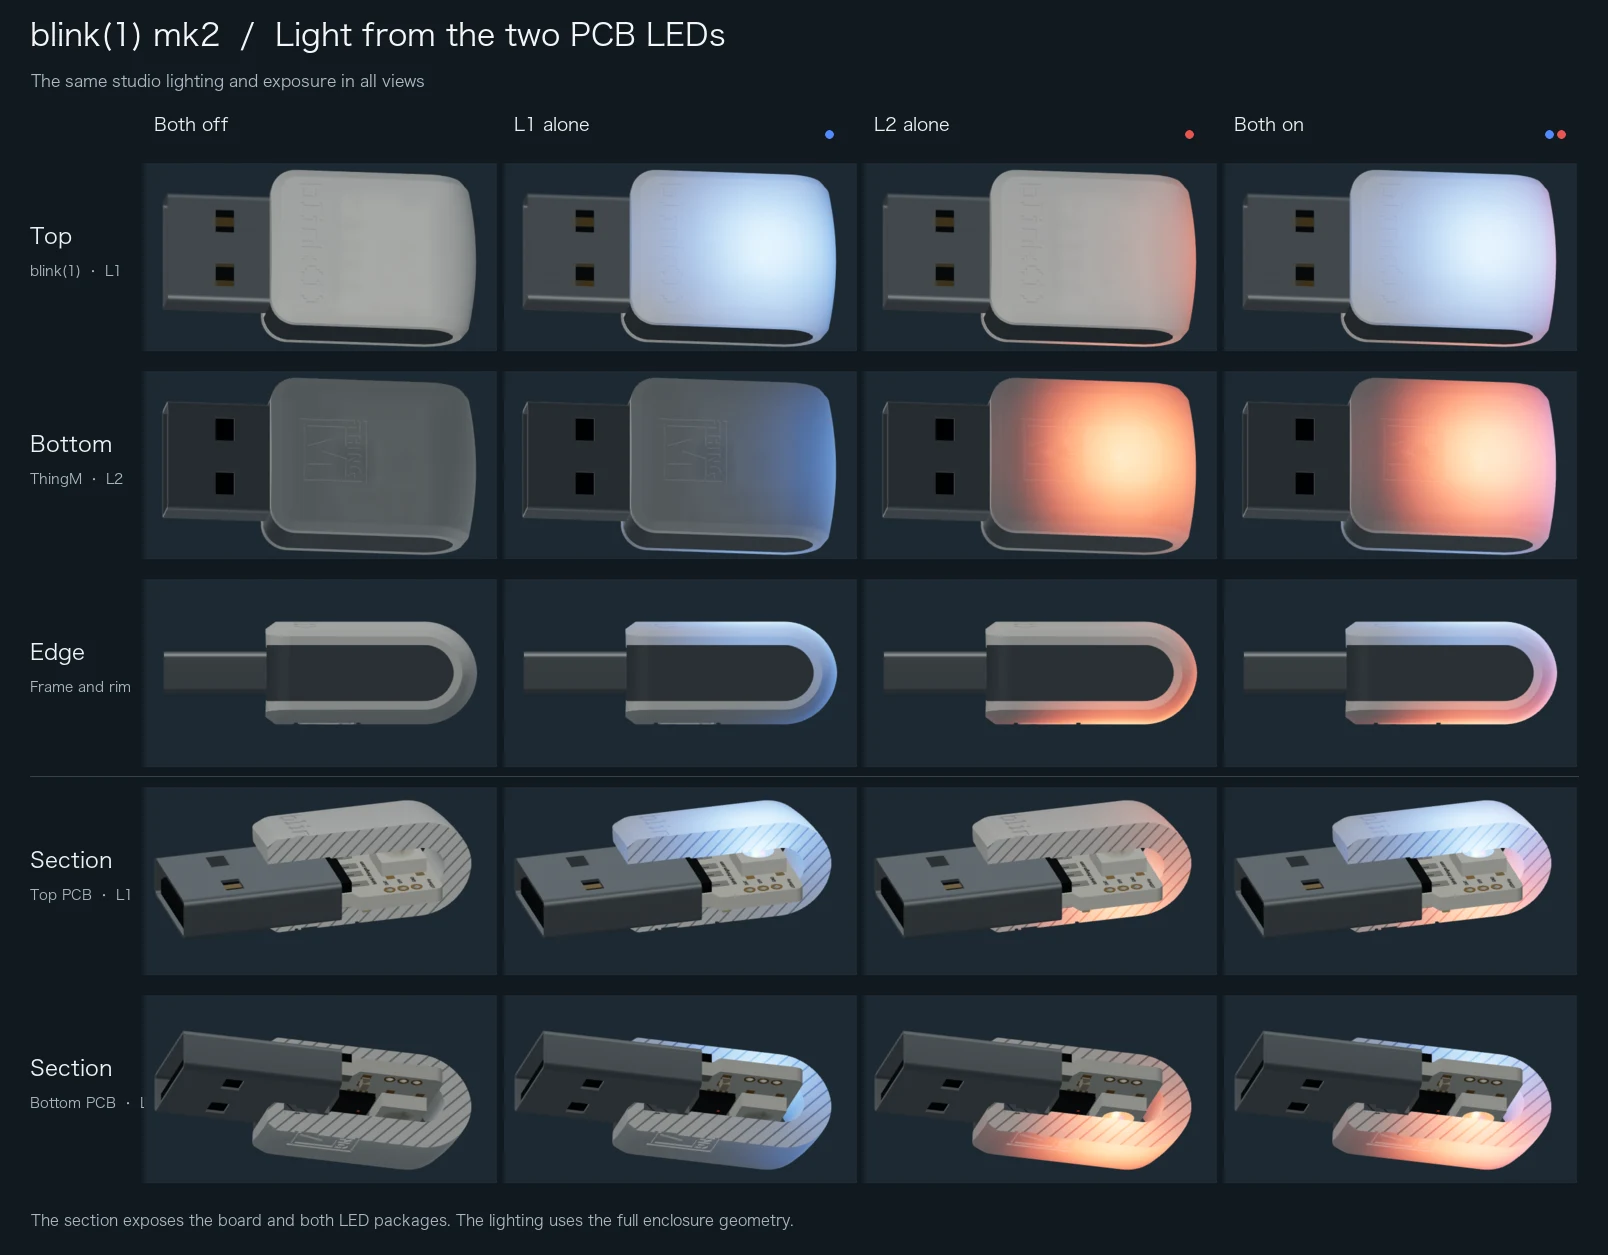 blink(1) mk2 / Light from the two PCB LEDs
The same studio lighting and exposure in all views
Both off
L1 alone
L2 alone
Both on
Top
blink(1) · L1
Bottom
ThingM · L2
Edge
Frame and rim
Section
Top PCB · L1
Section
Bottom PCB ·
The section exposes the board and both LED packages. The lighting uses the full enclosure geometry.